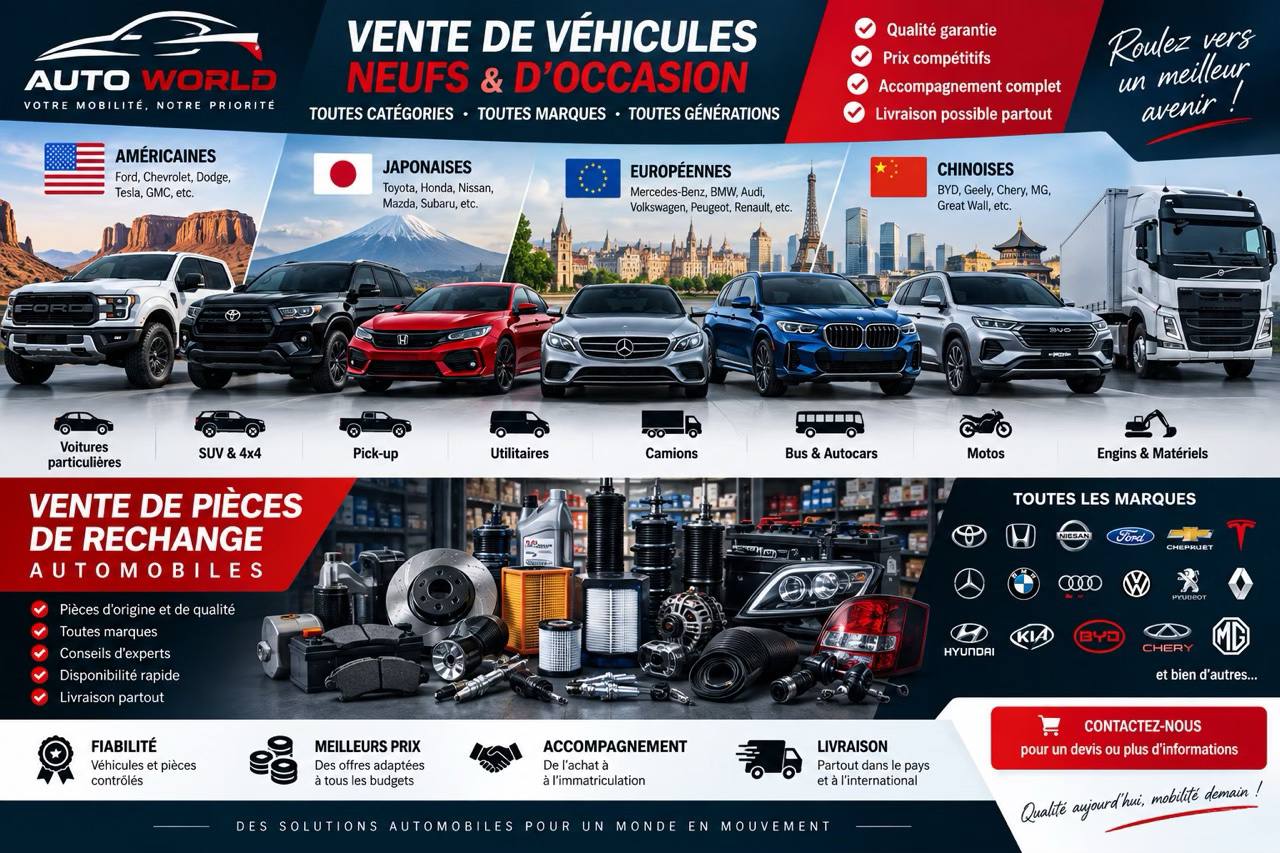 AUTO WORLD
VOTRE MOBILITÉ, NOTRE PRIORITÉ
VENTE DE VÉHICULES
NEUFS & D'OCCASION
TOUTES CATÉGORIES • TOUTES MARQUES • TOUTES GÉNÉRATIONS
Qualité garantie
Prix compétitifs
Accompagnement complet
Livraison possible partout
Roulez vers
un meilleur
avenir !
AMÉRICAINES
Ford, Chevrolet, Dodge,
Tesla, GMC, etc.
JAPONAISES
Toyota, Honda, Nissan,
Mazda, Subaru, etc.
EUROPÉENNES
Mercedes-Benz, BMW, Audi,
Volkswagen, Peugeot, Renault, etc.
CHINOISES
BYD, Geely, Chery, MG,
Great Wall, etc.
FORD
BYD
Voitures
particulières
SUV & 4x4
Pick-up
Utilitaires
Camions
Bus & Autocars
Motos
Engins & Matériels
VENTE DE PIÈCES
DE RECHANGE
AUTOMOBILES
Pièces d'origine et de qualité
Toutes marques
Conseils d'experts
Disponibilité rapide
Livraison partout
TOUTES LES MARQUES
NISSAN
Ford
CHEPRUET
BMW
PEUGEOT
HYUNDAI
KIA
BYD
CHERY
MG
et bien d'autres...
FIABILITÉ
Véhicules et pièces
contrôlés
MEILLEURS PRIX
Des offres adaptées
à tous les budgets
ACCOMPAGNEMENT
De l'achat à
à l'immatriculation
LIVRAISON
Partout dans le pays
et à l'international
CONTACTEZ-NOUS
pour un devis ou plus d'informations
Qualité aujourd'hui, mobilité demain !
DES SOLUTIONS AUTOMOBILES POUR UN MONDE EN MOUVEMENT